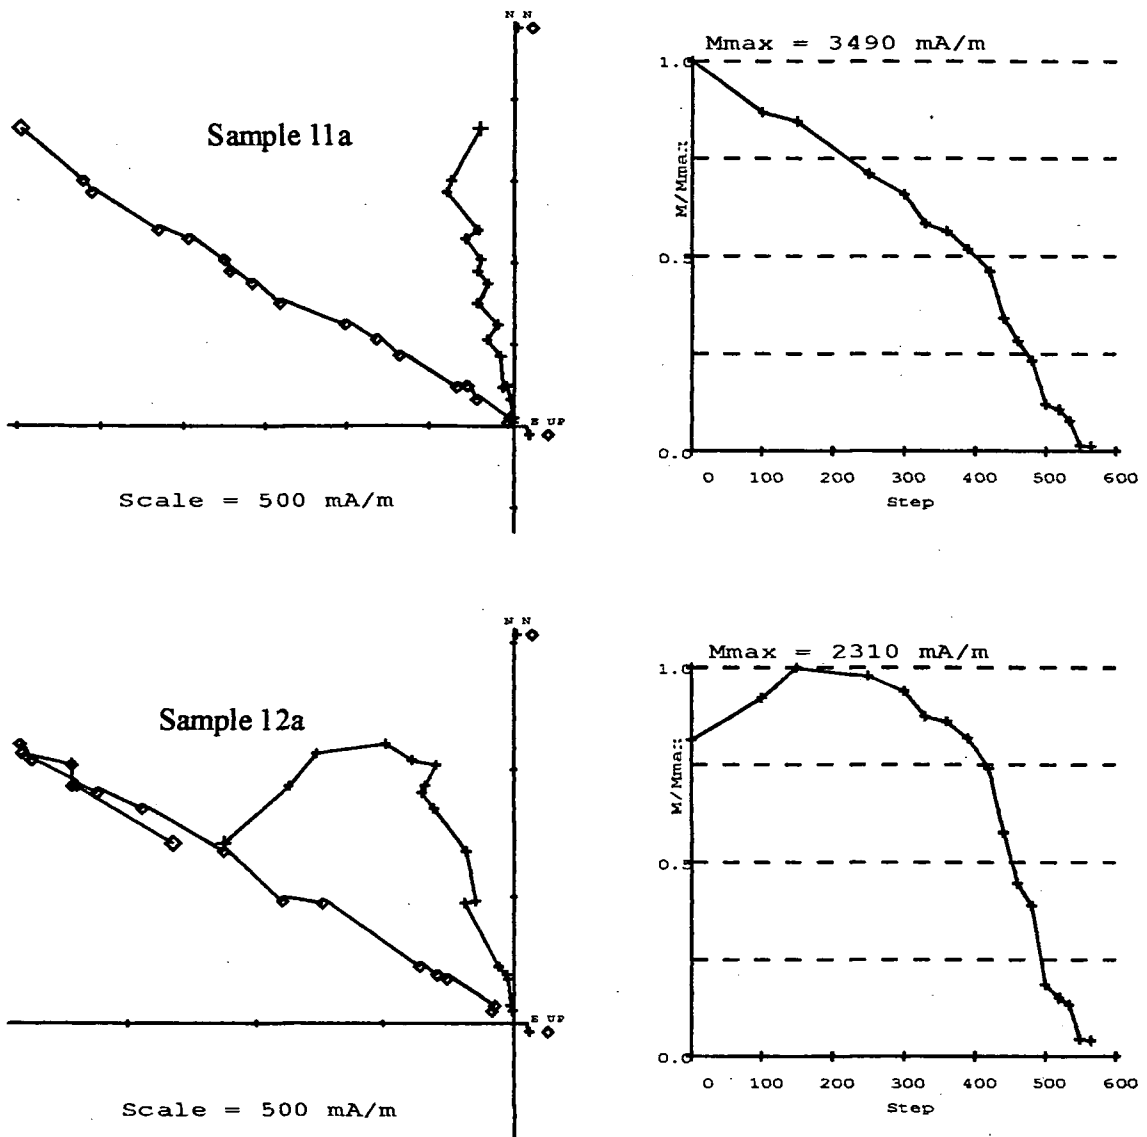 N N
Mmax = 3490 mA/m
Sample 11a
1.0
M/Mmax
0.5
0.0
E UP
0 100 200 300 400 500 600
Step
Scale = 500 mA/m
N N
Mmax = 2310 mA/m
Sample 12a
1.0
M/Mmax
0.5
0.0
E UP
0 100 200 300 400 500 600
Step
Scale = 500 mA/m